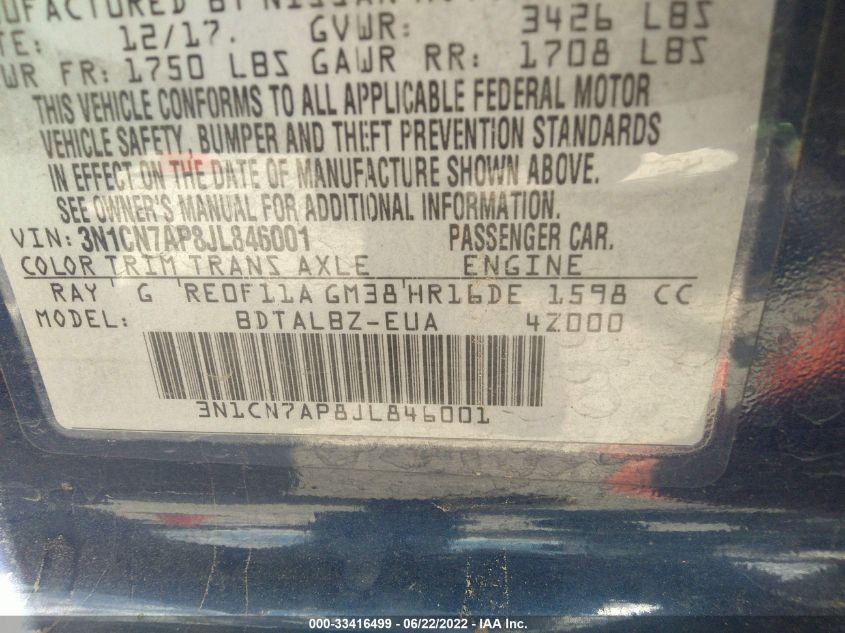 UFACTURED BY NISSAN
TE: 12/17. GVWR: 3426 LBS
WR FR: 1750 LBS GAWR RR: 1708 LBS
THIS VEHICLE CONFORMS TO ALL APPLICABLE FEDERAL MOTOR
VEHICLE SAFETY, BUMPER AND THEFT PREVENTION STANDARDS
IN EFFECT ON THE DATE OF MANUFACTURE SHOWN ABOVE.
SEE OWNER'S MANUAL FOR ADDITIONAL INFORMATION.
VIN: 3N1CN7AP8JL846001 PASSENGER CAR.
COLOR TRIM TRANS AXLE ENGINE
RAY G RE0F11A GM38 HR16DE 1598 CC
MODEL: BDTALBZ-EUA 4Z000
3N1CN7AP8JL846001
000-33416499 - 06/22/2022 - IAA Inc.